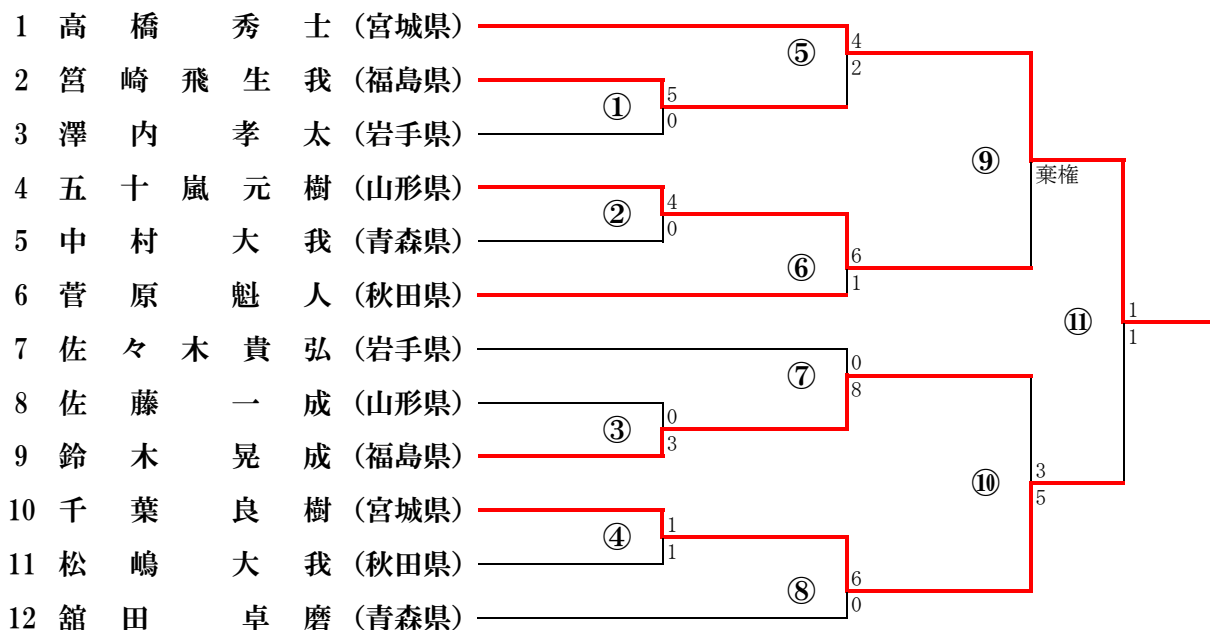 1 高橋秀士 (宮城県)
⑤ 4
2
2 筥崎飛生我 (福島県)
① 5
0
3 澤内孝太 (岩手県)
⑨ 棄権
4 五十嵐元樹 (山形県)
② 4
0
5 中村大我 (青森県)
⑥ 6
1
6 菅原魁人 (秋田県)
⑪ 1
1
7 佐々木貴弘 (岩手県)
⑦ 0
8
8 佐藤一成 (山形県)
③ 0
3
9 鈴木晃成 (福島県)
⑩ 3
5
10 千葉良樹 (宮城県)
④ 1
1
11 松嶋大我 (秋田県)
⑧ 6
0
12 舘田卓磨 (青森県)